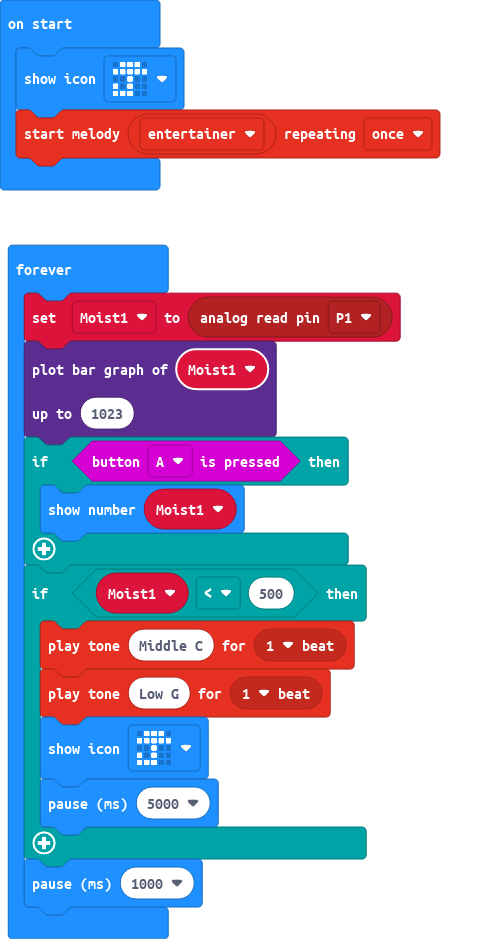 on start
show icon
start melody entertainer repeating once
forever
set Moist1 to analog read pin P1
plot bar graph of Moist1
up to 1023
if button A is pressed then
show number Moist1
if Moist1 < 500 then
play tone Middle C for 1 beat
play tone Low G for 1 beat
show icon
pause (ms) 5000
pause (ms) 1000